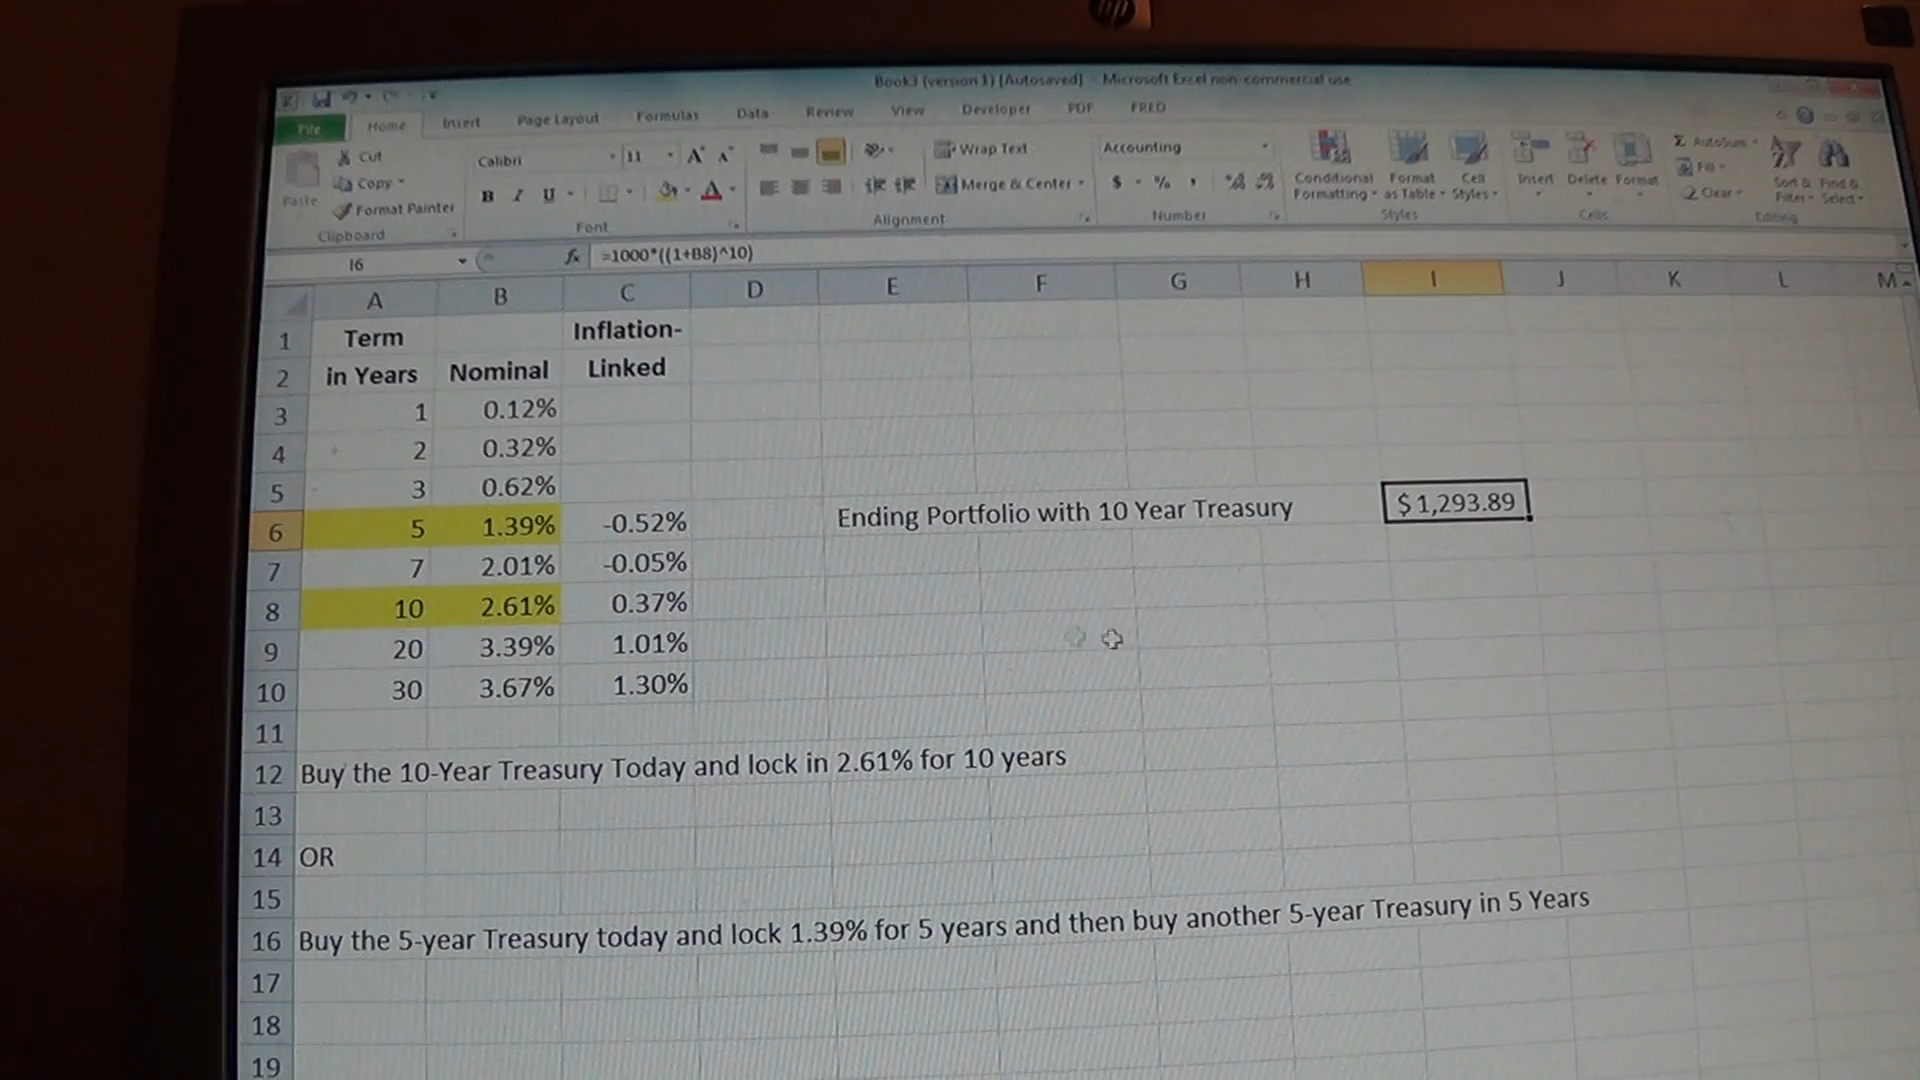 hp
Book3 (version 1) [Autosaved] - Microsoft Excel non-commercial use
File Home Insert Page Layout Formulas Data Review View Developer PDF FRED
Cut Calibri 11 Wrap Text Accounting Σ AutoSum
Copy Fill
Paste Format Painter B I U A Merge & Center $ % , Conditional Formatting Format as Table Cell Styles Insert Delete Format Clear Sort & Filter Find & Select
Clipboard Font Alignment Number Styles Cells Editing
I6 fx =1000*((1+B8)^10)
A B C D E F G H I J K L M
1 Term Inflation-
2 in Years Nominal Linked
3 1 0.12%
4 2 0.32%
5 3 0.62%
6 5 1.39% -0.52% Ending Portfolio with 10 Year Treasury $ 1,293.89
7 7 2.01% -0.05%
8 10 2.61% 0.37%
9 20 3.39% 1.01%
10 30 3.67% 1.30%
11
12 Buy the 10-Year Treasury Today and lock in 2.61% for 10 years
13
14 OR
15
16 Buy the 5-year Treasury today and lock 1.39% for 5 years and then buy another 5-year Treasury in 5 Years
17
18
19